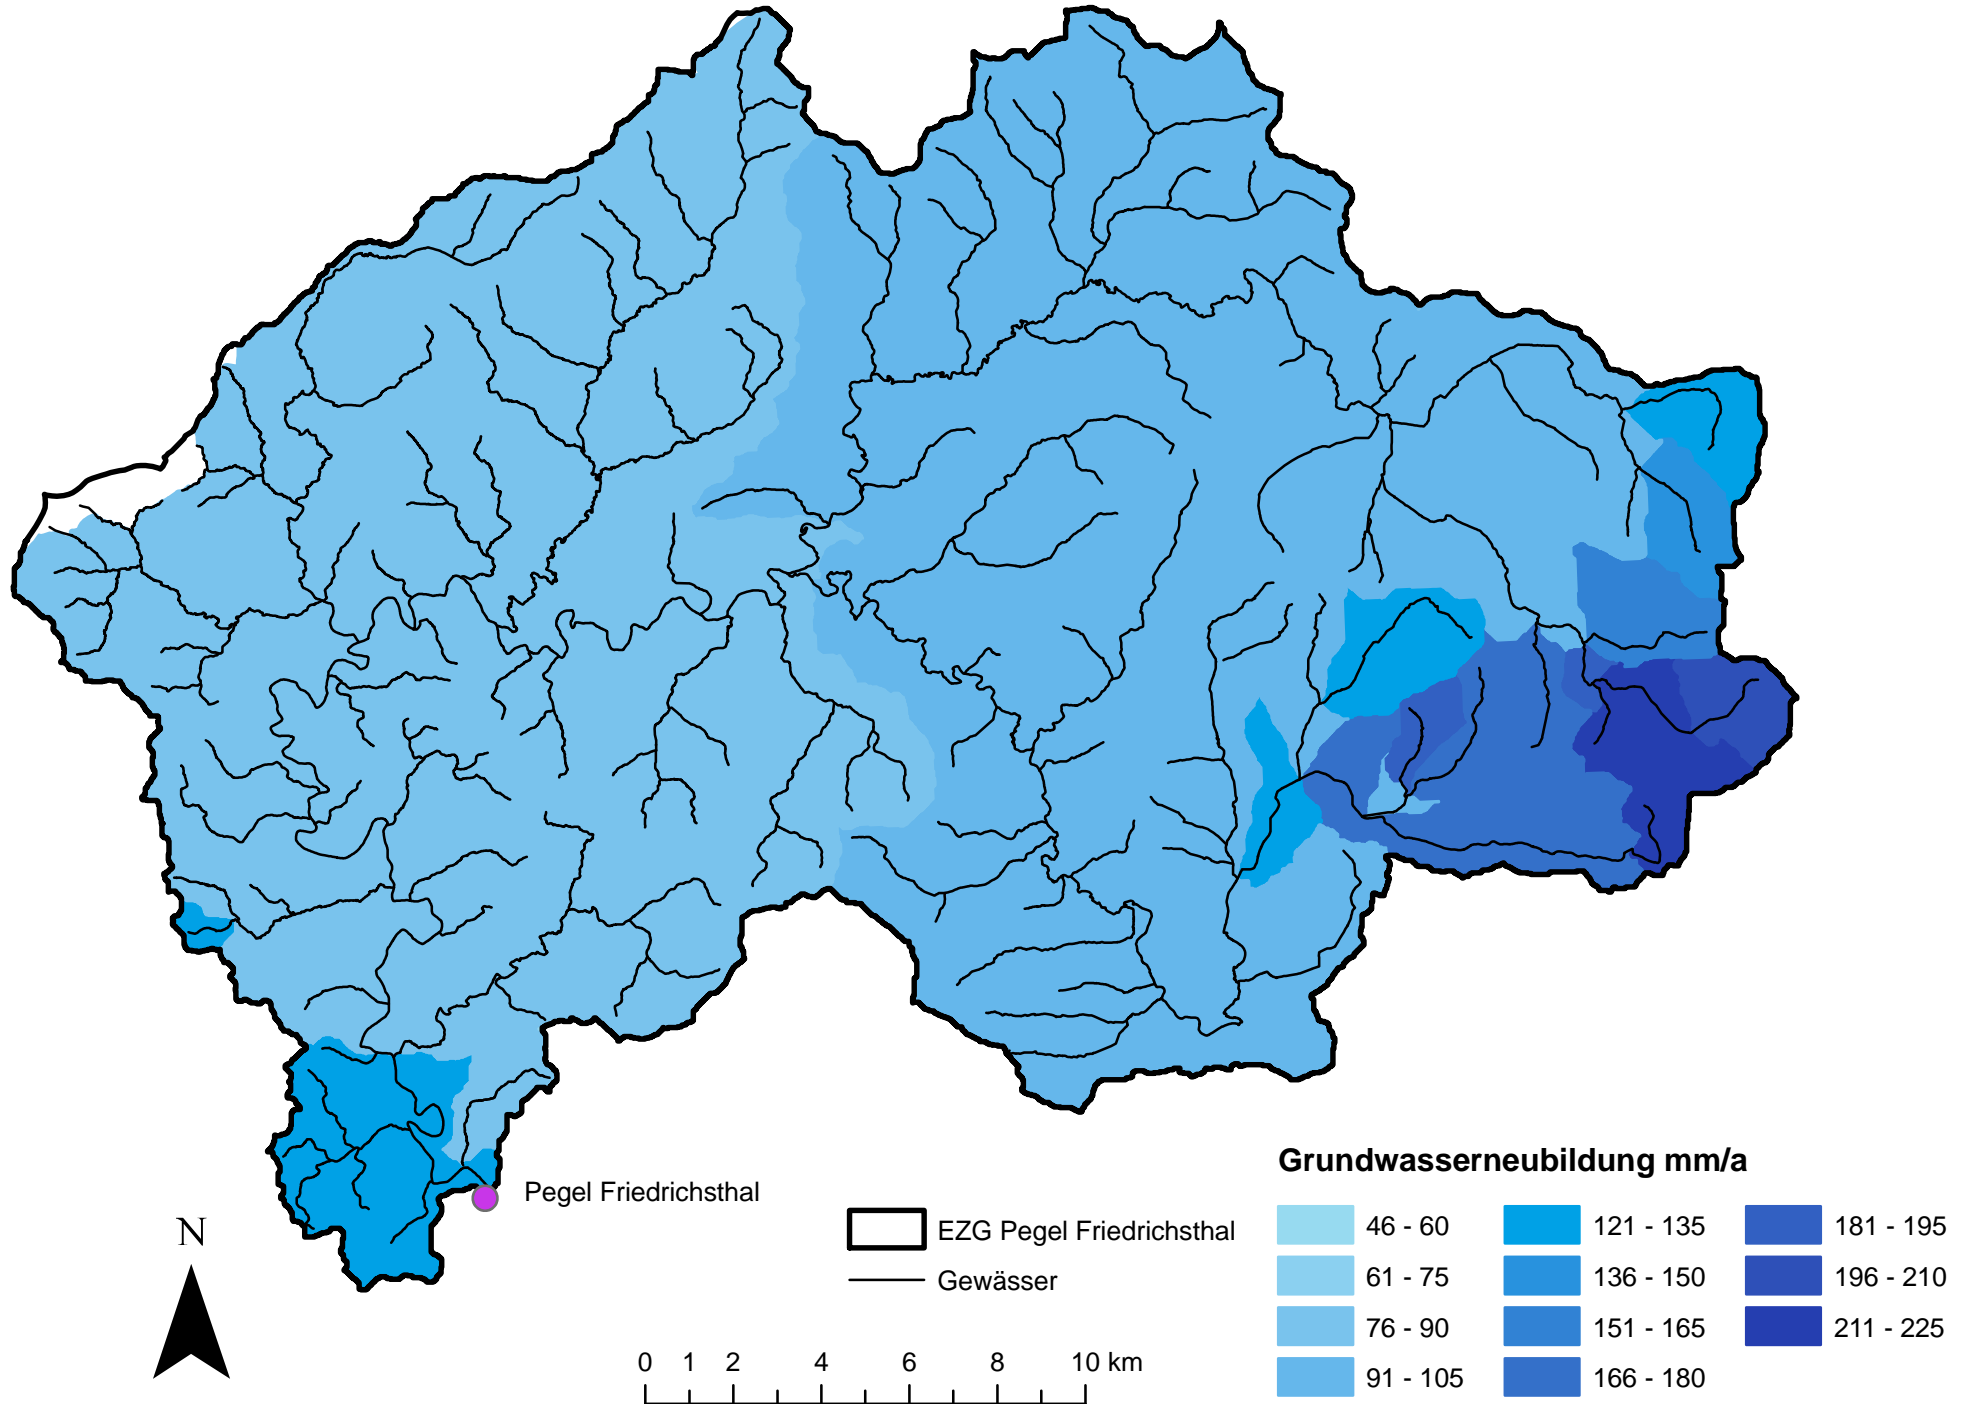 Pegel Friedrichsthal
N
EZG Pegel Friedrichsthal
Gewässer
0 1 2 4 6 8 10 km
Grundwasserneubildung mm/a
46 - 60
61 - 75
76 - 90
91 - 105
121 - 135
136 - 150
151 - 165
166 - 180
181 - 195
196 - 210
211 - 225